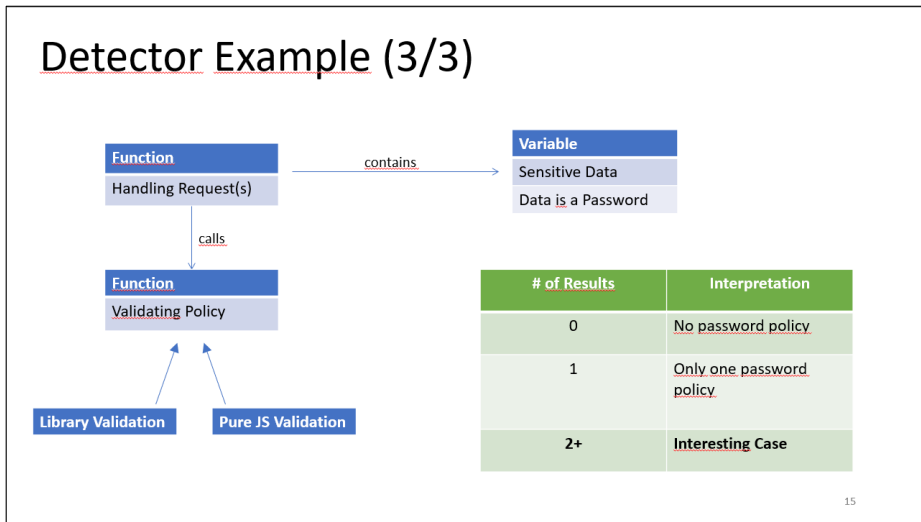 Detector Example (3/3)
Function
Handling Request(s)
contains
Variable
Sensitive Data
Data is a Password
calls
Function
Validating Policy
Library Validation
Pure JS Validation
# of Results
Interpretation
0
No password policy
1
Only one password
policy
2+
Interesting Case
15